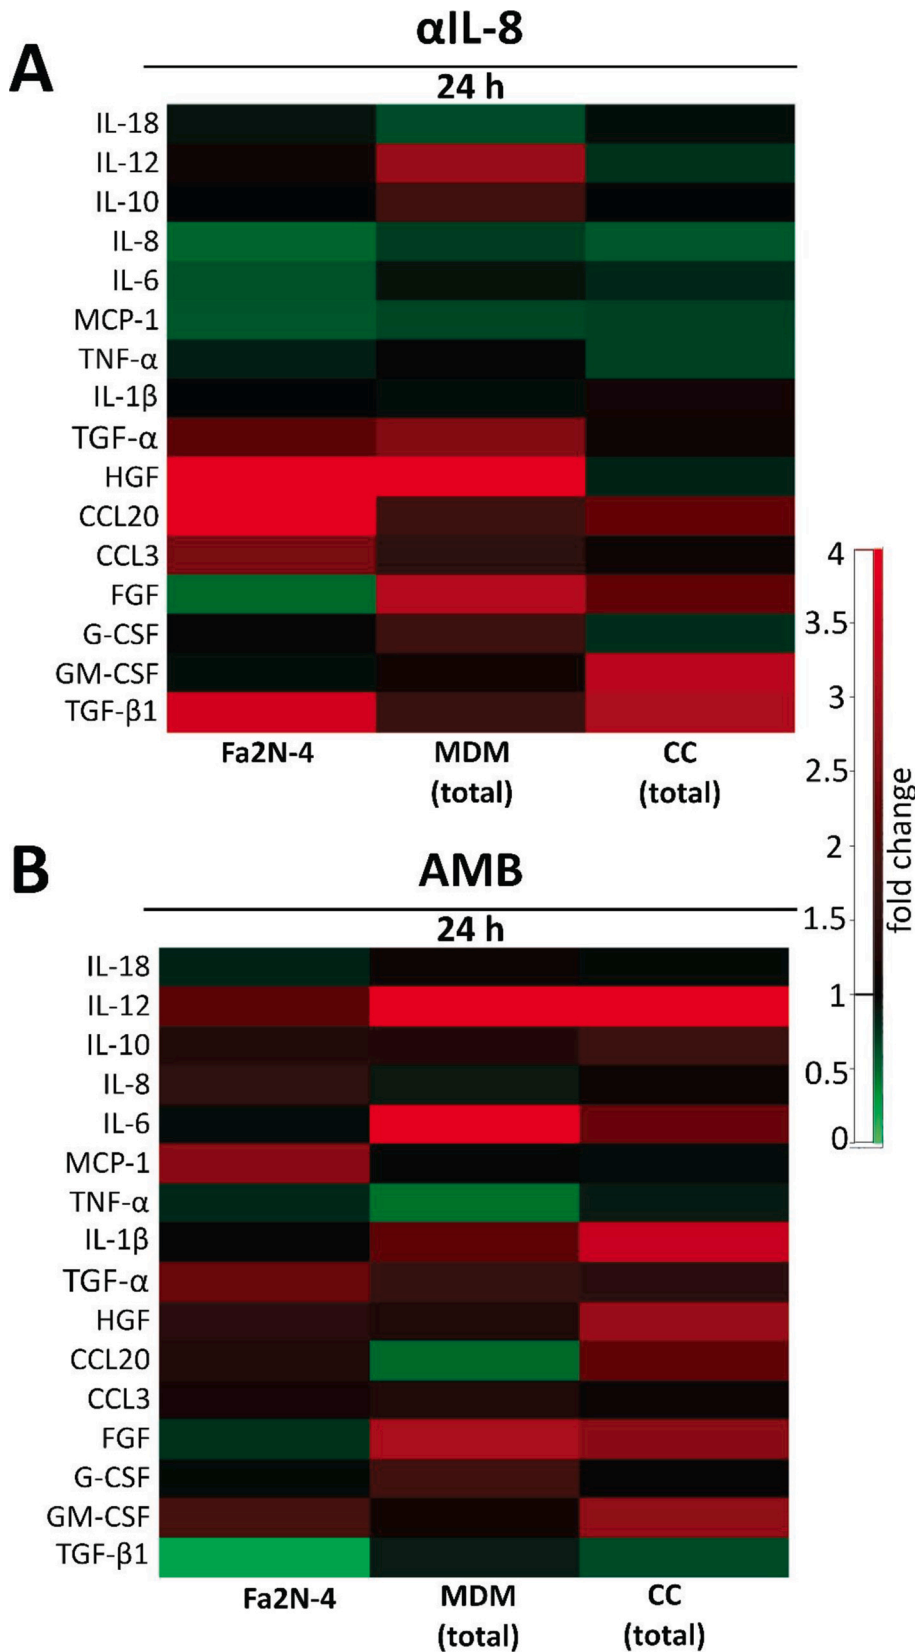 αIL-8
A
24 h
IL-18
IL-12
IL-10
IL-8
IL-6
MCP-1
TNF-α
IL-1β
TGF-α
HGF
CCL20
CCL3
FGF
G-CSF
GM-CSF
TGF-β1
Fa2N-4 MDM (total) CC (total)
4
3.5
3
2.5
2
1.5
1
0.5
0
fold change
B
AMB
24 h
IL-18
IL-12
IL-10
IL-8
IL-6
MCP-1
TNF-α
IL-1β
TGF-α
HGF
CCL20
CCL3
FGF
G-CSF
GM-CSF
TGF-β1
Fa2N-4 MDM (total) CC (total)